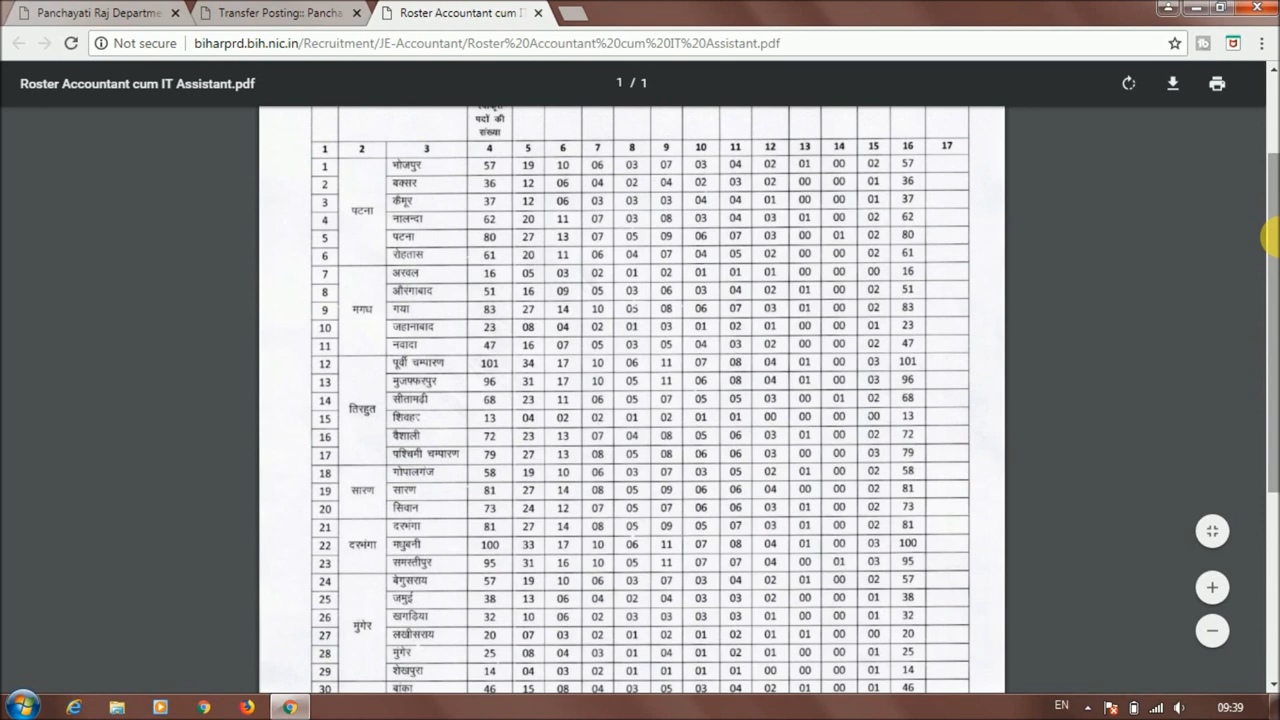 Panchayati Raj Departme Transfer Posting:: Pancha Roster Accountant cum I
Not secure biharprd.bih.nic.in/Recruitment/JE-Accountant/Roster%20Accountant%20cum%20IT%20Assistant.pdf
Roster Accountant cum IT Assistant.pdf 1 / 1
पदों की
संख्या
1 2 3 4 5 6 7 8 9 10 11 12 13 14 15 16 17
1 भोजपुर 57 19 10 06 03 07 03 04 02 01 00 02 57
2 बक्सर 36 12 06 04 02 04 02 03 02 00 00 01 36
3 कैमूर 37 12 06 03 03 03 04 04 01 00 00 01 37
पटना
4 नालन्दा 62 20 11 07 03 08 03 04 03 01 00 02 62
5 पटना 80 27 13 07 05 09 06 07 03 00 01 02 80
6 रोहतास 61 20 11 06 04 07 04 05 02 00 00 02 61
7 अरवल 16 05 03 02 01 02 01 01 01 00 00 00 16
8 औरंगाबाद 51 16 09 05 03 06 03 04 02 01 00 02 51
9 मगध गया 83 27 14 10 05 08 06 07 03 01 00 02 83
10 जहानाबाद 23 08 04 02 01 03 01 02 01 00 00 01 23
11 नवादा 47 16 07 05 03 05 04 03 02 00 00 02 47
12 पूर्वी चम्पारण 101 34 17 10 06 11 07 08 04 01 00 03 101
13 मुजफ्फरपुर 96 31 17 10 05 11 06 08 04 01 00 03 96
14 सीतामढ़ी 68 23 11 06 05 07 05 05 03 00 01 02 68
तिरहुत
15 शिवहर 13 04 02 02 01 02 01 01 00 00 00 00 13
16 वैशाली 72 23 13 07 04 08 05 06 03 01 00 02 72
17 पश्चिमी चम्पारण 79 27 13 08 05 08 06 06 03 00 00 03 79
18 गोपालगंज 58 19 10 06 03 07 03 05 02 01 00 02 58
19 सारण सारण 81 27 14 08 05 09 06 06 04 00 00 02 81
20 सिवान 73 24 12 07 05 07 06 06 03 01 00 02 73
21 दरभंगा 81 27 14 08 05 09 05 07 03 01 00 02 81
22 दरभंगा मधुबनी 100 33 17 10 06 11 07 08 04 01 00 03 100
23 समस्तीपुर 95 31 16 10 05 11 07 07 04 00 01 03 95
24 बेगुसराय 57 19 10 06 03 07 03 04 02 01 00 02 57
25 जमुई 38 13 06 04 02 04 03 03 02 00 00 01 38
26 खगड़िया 32 10 06 02 03 03 03 03 01 00 00 01 32
मुंगेर
27 लखीसराय 20 07 03 02 01 02 01 02 01 01 00 00 20
28 मुंगेर 25 08 04 03 01 04 01 02 01 00 00 01 25
29 शेखपुरा 14 04 03 02 01 01 01 01 00 00 00 01 14
30 बांका 46 15 08 04 03 05 03 04 02 01 00 01 46
EN 09:39